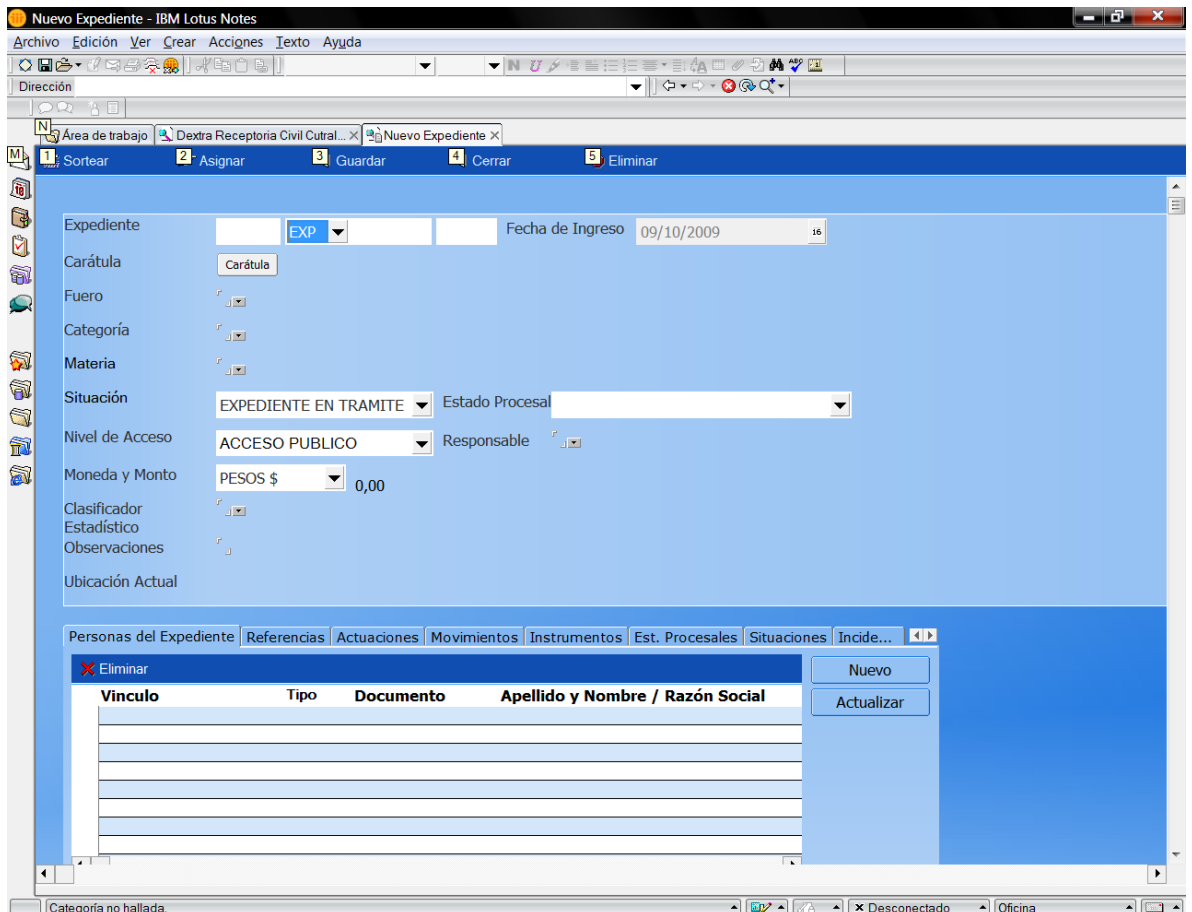 Nuevo Expediente - IBM Lotus Notes
Archivo Edición Ver Crear Acciones Texto Ayuda
Dirección
N Área de trabajo Dextra Receptoria Civil Cutral... Nuevo Expediente
M 1 Sortear 2 Asignar 3 Guardar 4 Cerrar 5 Eliminar
Expediente EXP Fecha de Ingreso 09/10/2009 16
Carátula Carátula
Fuero
Categoría
Materia
Situación EXPEDIENTE EN TRAMITE Estado Procesal
Nivel de Acceso ACCESO PUBLICO Responsable
Moneda y Monto PESOS $ 0,00
Clasificador
Estadístico
Observaciones
Ubicación Actual
Personas del Expediente Referencias Actuaciones Movimientos Instrumentos Est. Procesales Situaciones Incide...
Eliminar Nuevo
Vinculo Tipo Documento Apellido y Nombre / Razón Social Actualizar
Categoría no hallada. Desconectado Oficina